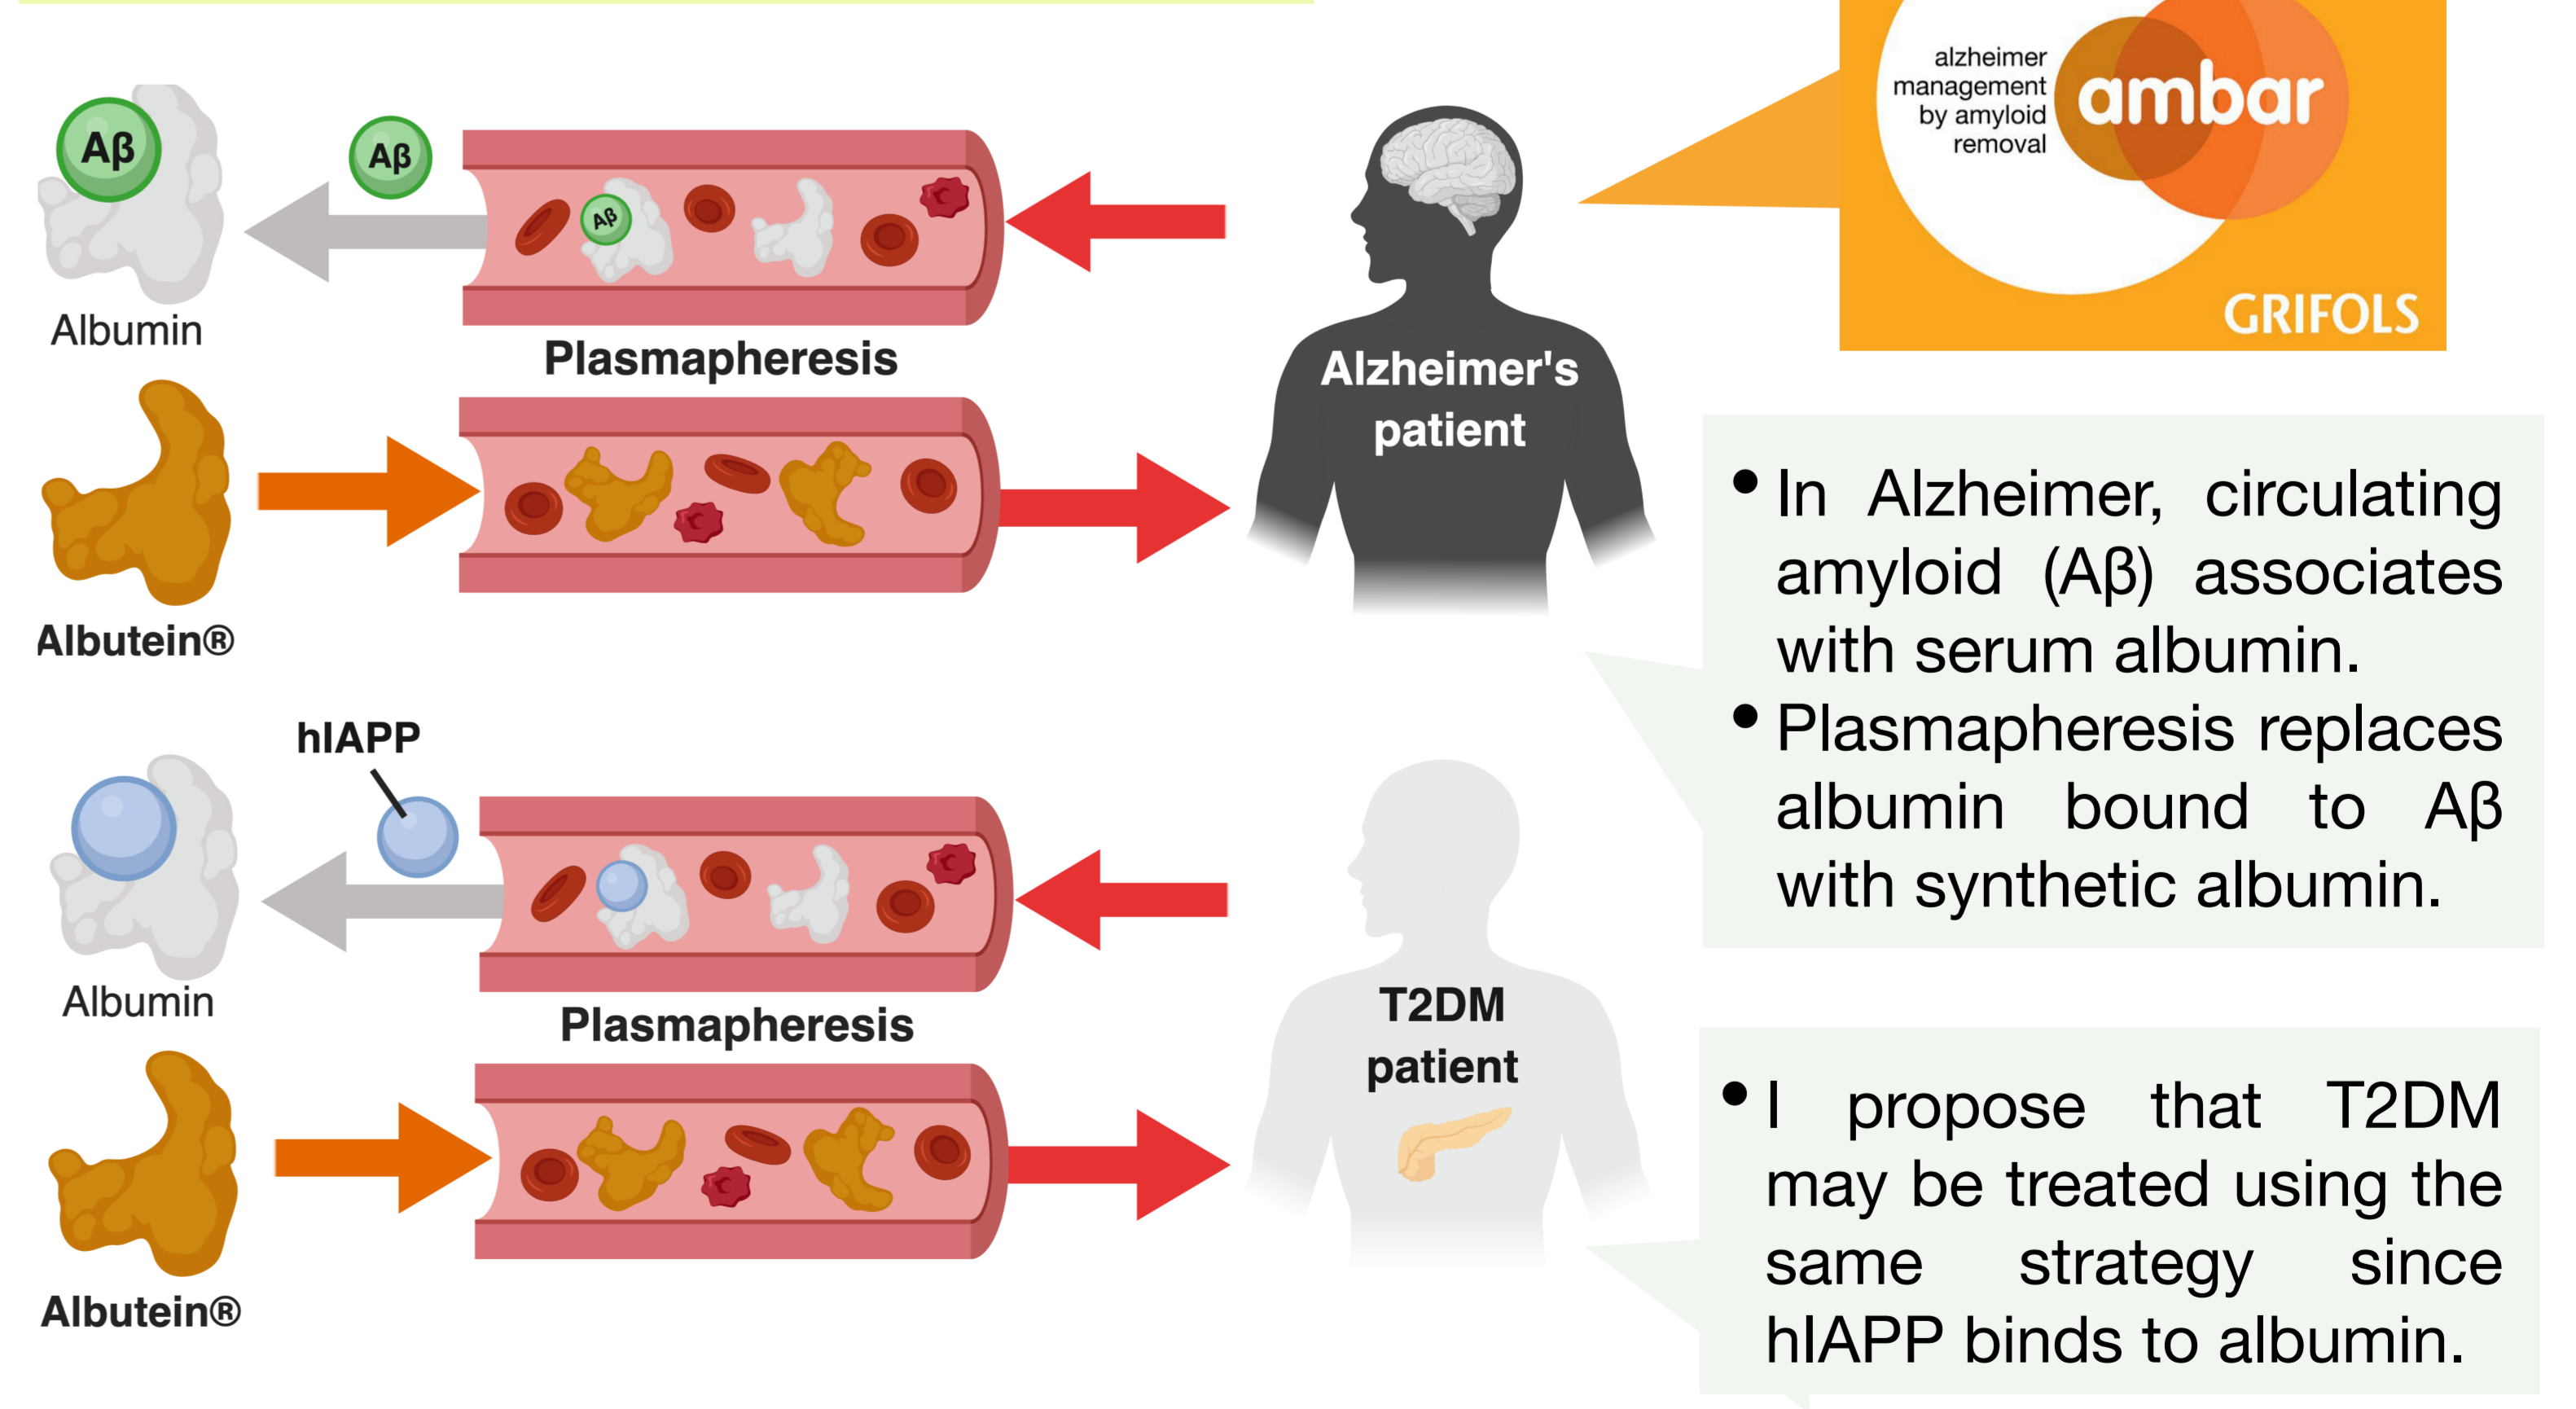 alzheimer
management
by amyloid
removal
ambar
GRIFOLS
Aβ
Aβ
Aβ
Albumin
Plasmapheresis
Alzheimer's
patient
Albutein®
• In Alzheimer, circulating
amyloid (Aβ) associates
with serum albumin.
• Plasmapheresis replaces
albumin bound to Aβ
with synthetic albumin.
hIAPP
Albumin
Plasmapheresis
T2DM
patient
Albutein®
• I propose that T2DM
may be treated using the
same strategy since
hIAPP binds to albumin.